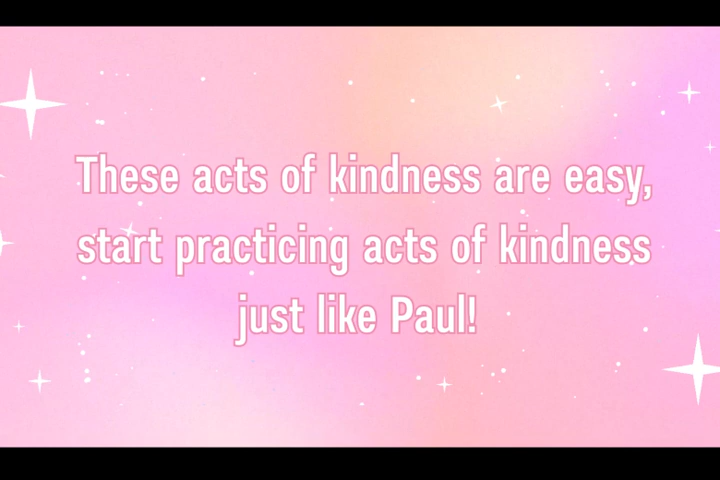 These acts of kindness are easy,
start practicing acts of kindness
just like Paul!